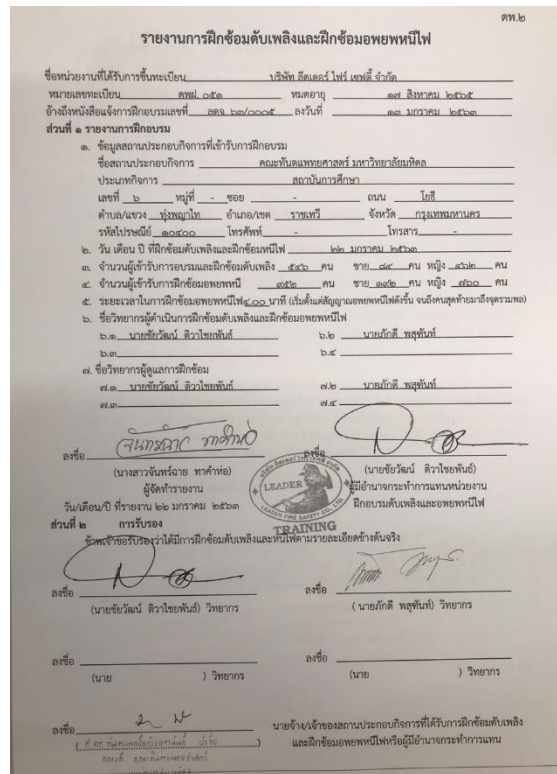 ดพ.๒
รายงานการฝึกซ้อมดับเพลิงและฝึกซ้อมอพยพหนีไฟ
ชื่อหน่วยงานที่ได้รับการขึ้นทะเบียน บริษัท ลีดเดอร์ ไฟร์ เซฟตี้ จำกัด
หมายเลขทะเบียน ดพฝ. ๐๕๑ หมดอายุ ๑๗ สิงหาคม ๒๕๖๕
อ้างถึงหนังสือแจ้งการฝึกอบรมเลขที่ ลดจ. ๖๓/๐๐๐๕ ลงวันที่ ๑๓ มกราคม ๒๕๖๓
ส่วนที่ ๑ รายงานการฝึกอบรม
๑. ข้อมูลสถานประกอบกิจการที่เข้ารับการฝึกอบรม
ชื่อสถานประกอบกิจการ คณะทันตแพทยศาสตร์ มหาวิทยาลัยมหิดล
ประเภทกิจการ สถาบันการศึกษา
เลขที่ ๖ หมู่ที่ - ซอย - ถนน โยธี
ตำบล/แขวง ทุ่งพญาไท อำเภอ/เขต ราชเทวี จังหวัด กรุงเทพมหานคร
รหัสไปรษณีย์ ๑๐๔๐๐ โทรศัพท์ - โทรสาร -
๒. วัน เดือน ปี ที่ฝึกซ้อมดับเพลิงและฝึกซ้อมหนีไฟ ๒๒ มกราคม ๒๕๖๓
๓. จำนวนผู้เข้ารับการอบรมและฝึกซ้อมดับเพลิง ๕๔๖ คน ชาย ๘๔ คน หญิง ๔๖๒ คน
๔. จำนวนผู้เข้ารับการฝึกซ้อมอพยพหนี ๙๕๒ คน ชาย ๑๙๒ คน หญิง ๗๖๐ คน
๕. ระยะเวลาในการฝึกซ้อมอพยพหนีไฟ ๔.๐๐ นาที (เริ่มตั้งแต่สัญญาณอพยพหนีไฟดังขึ้น จนถึงคนสุดท้ายมาถึงจุดรวมพล)
๖. ชื่อวิทยากรผู้ดำเนินการฝึกซ้อมดับเพลิงและฝึกซ้อมอพยพหนีไฟ
๖.๑ นายชัยวัฒน์ ติวาไชยพันธ์ ๖.๒ นายภักดี พสุซันท์
๖.๓ ๖.๔
๗. ชื่อวิทยากรผู้ดูแลการฝึกซ้อม
๗.๑ นายชัยวัฒน์ ติวาไชยพันธ์ ๗.๒ นายภักดี พสุซันท์
๗.๓ ๗.๔
ลงชื่อ ลงชื่อ
(นางสาวจันทร์ฉาย ทาคำห่อ) (นายชัยวัฒน์ ติวาไชยพันธ์)
ผู้จัดทำรายงาน ผู้มีอำนาจกระทำการแทนหน่วยงาน
วัน/เดือน/ปี ที่รายงาน ๒๒ มกราคม ๒๕๖๓ ฝึกอบรมดับเพลิงและอพยพหนีไฟ
LEADER
LEADER FIRE SAFETY CO., LTD.
TRAINING
ส่วนที่ ๒ การรับรอง
ข้าพเจ้าขอรับรองว่าได้มีการฝึกซ้อมดับเพลิงและหนีไฟตามรายละเอียดข้างต้นจริง
ลงชื่อ ลงชื่อ
(นายชัยวัฒน์ ติวาไชยพันธ์) วิทยากร (นายภักดี พสุซันท์) วิทยากร
ลงชื่อ ลงชื่อ
(นาย ) วิทยากร (นาย ) วิทยากร
ลงชื่อ นายจ้าง/เจ้าของสถานประกอบกิจการที่ได้รับการฝึกซ้อมดับเพลิง
และฝึกซ้อมอพยพหนีไฟหรือผู้มีอำนาจกระทำการแทน